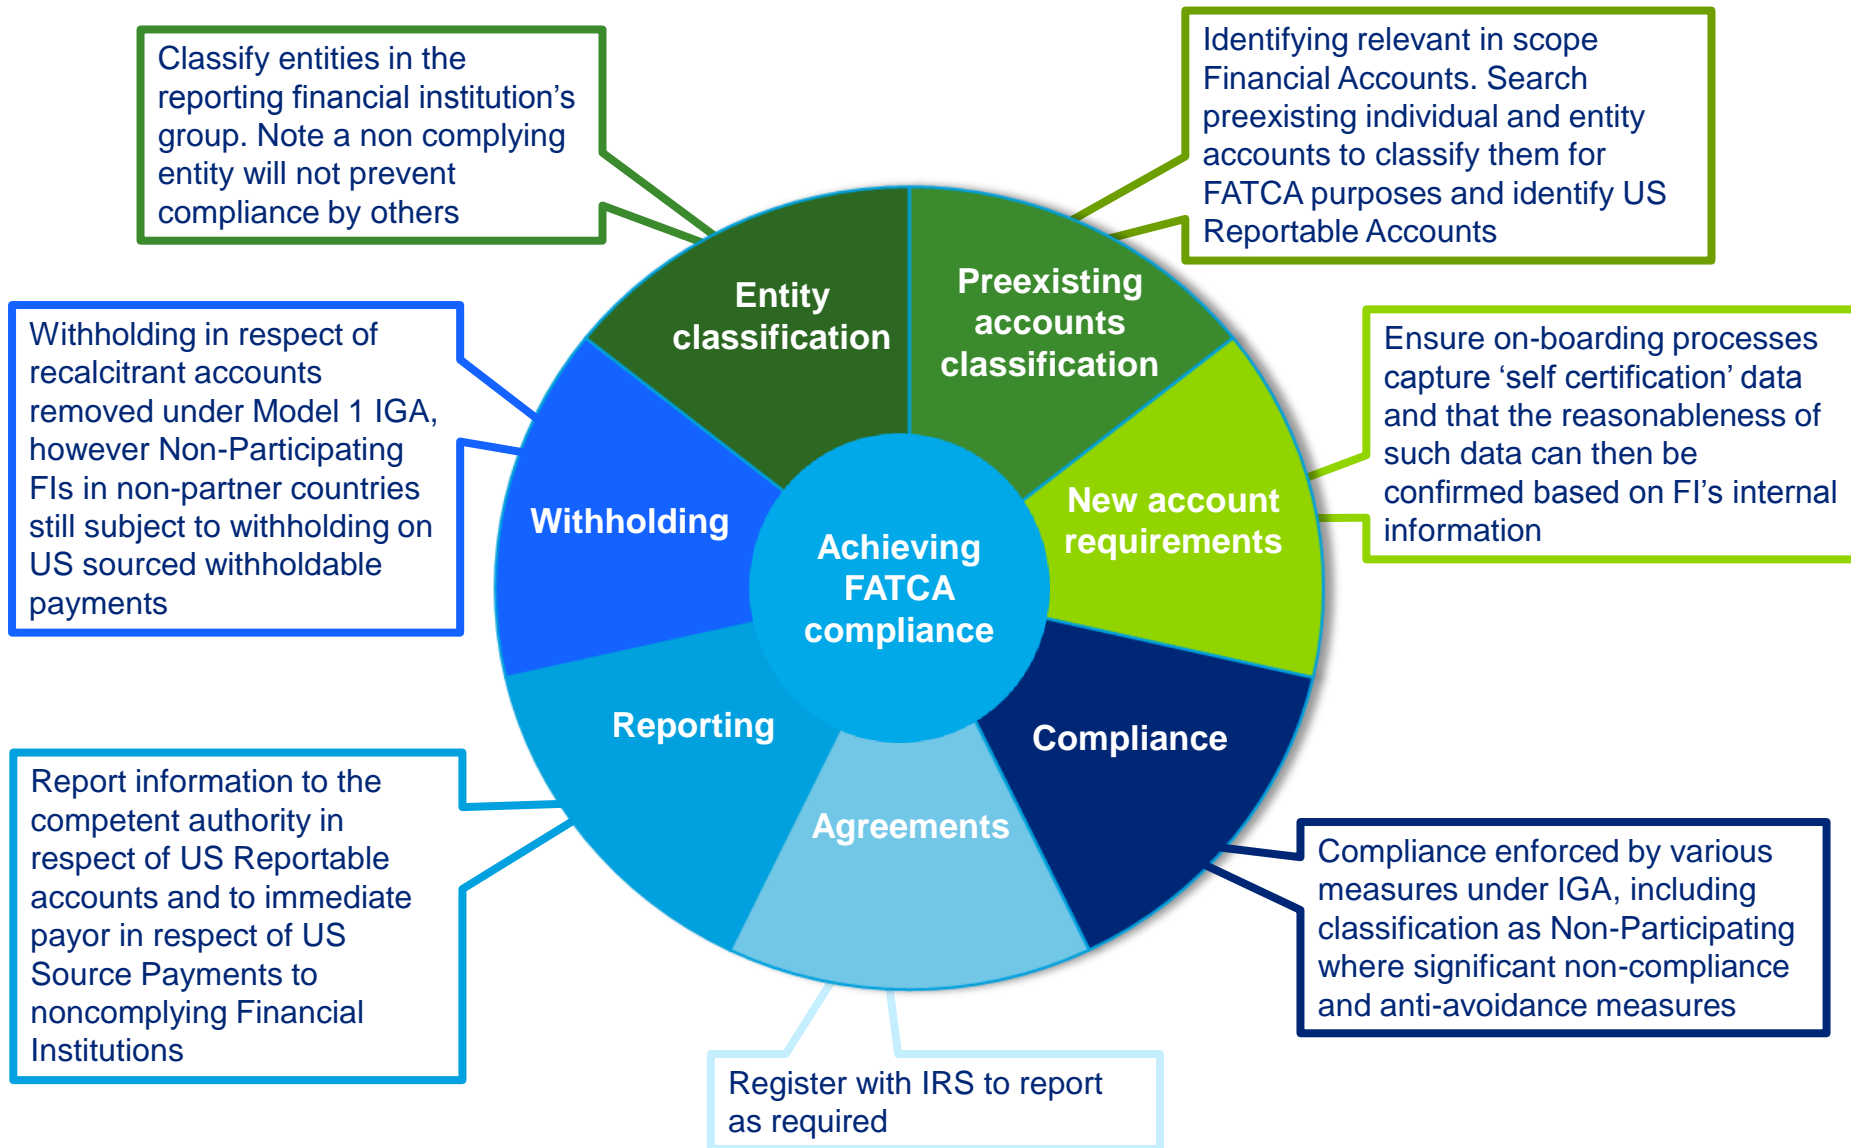 Classify entities in the
reporting financial institution’s
group. Note a non complying
entity will not prevent
compliance by others
Identifying relevant in scope
Financial Accounts. Search
preexisting individual and entity
accounts to classify them for
FATCA purposes and identify US
Reportable Accounts
Entity
classification
Preexisting
accounts
classification
Withholding in respect of
recalcitrant accounts
removed under Model 1 IGA,
however Non-Participating
FIs in non-partner countries
still subject to withholding on
US sourced withholdable
payments
Ensure on-boarding processes
capture ‘self certification’ data
and that the reasonableness of
such data can then be
confirmed based on FI’s internal
information
Withholding
New account
requirements
Achieving
FATCA
compliance
Reporting
Compliance
Agreements
Report information to the
competent authority in
respect of US Reportable
accounts and to immediate
payor in respect of US
Source Payments to
noncomplying Financial
Institutions
Compliance enforced by various
measures under IGA, including
classification as Non-Participating
where significant non-compliance
and anti-avoidance measures
Register with IRS to report
as required